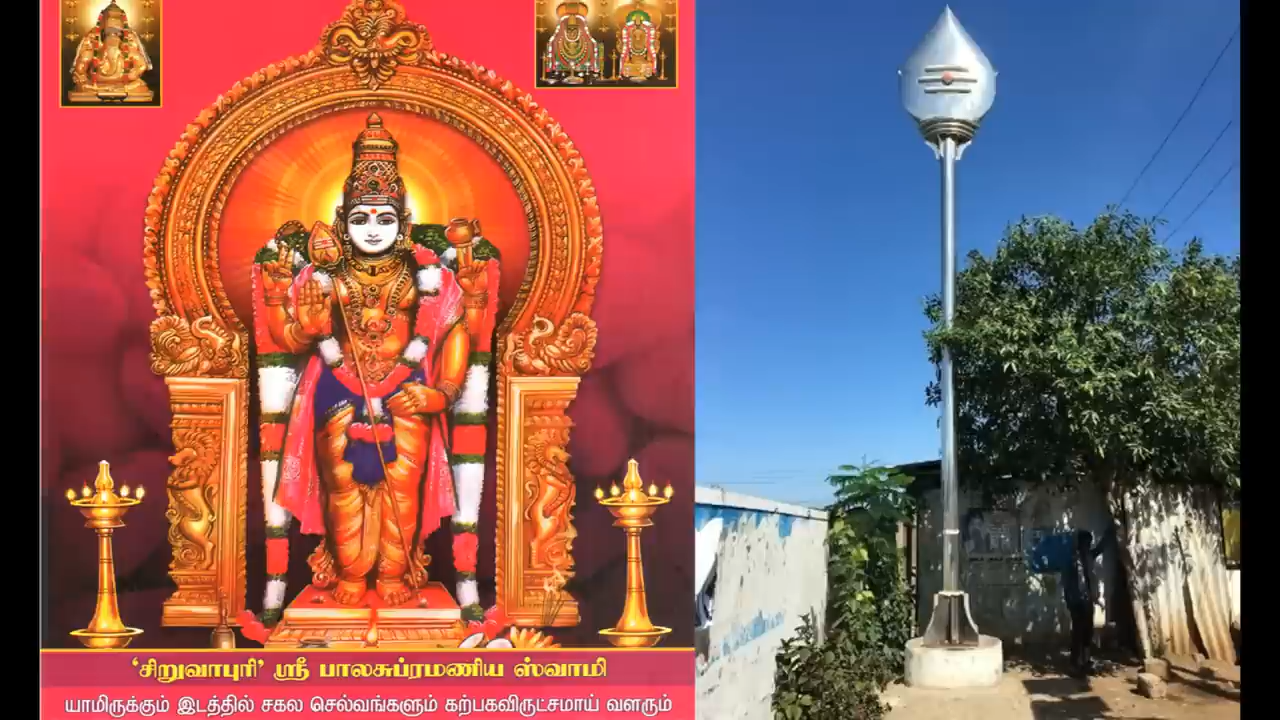 ‘சிறுவாபுரி’ ஸ்ரீ பாலசுப்ரமணிய ஸ்வாமி
யாமிருக்கும் இடத்தில் சகல செல்வங்களும் கற்பகவிருட்சமாய் வளரும்